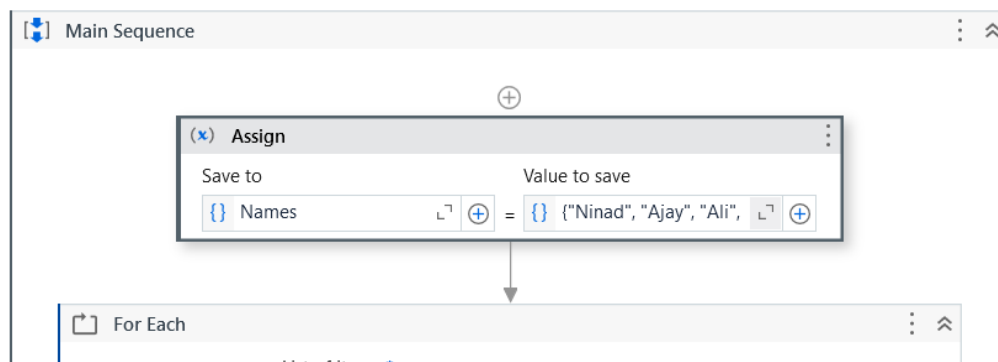 Main Sequence
(x) Assign
Save to Value to save
{} Names = {} {"Ninad", "Ajay", "Ali",
For Each